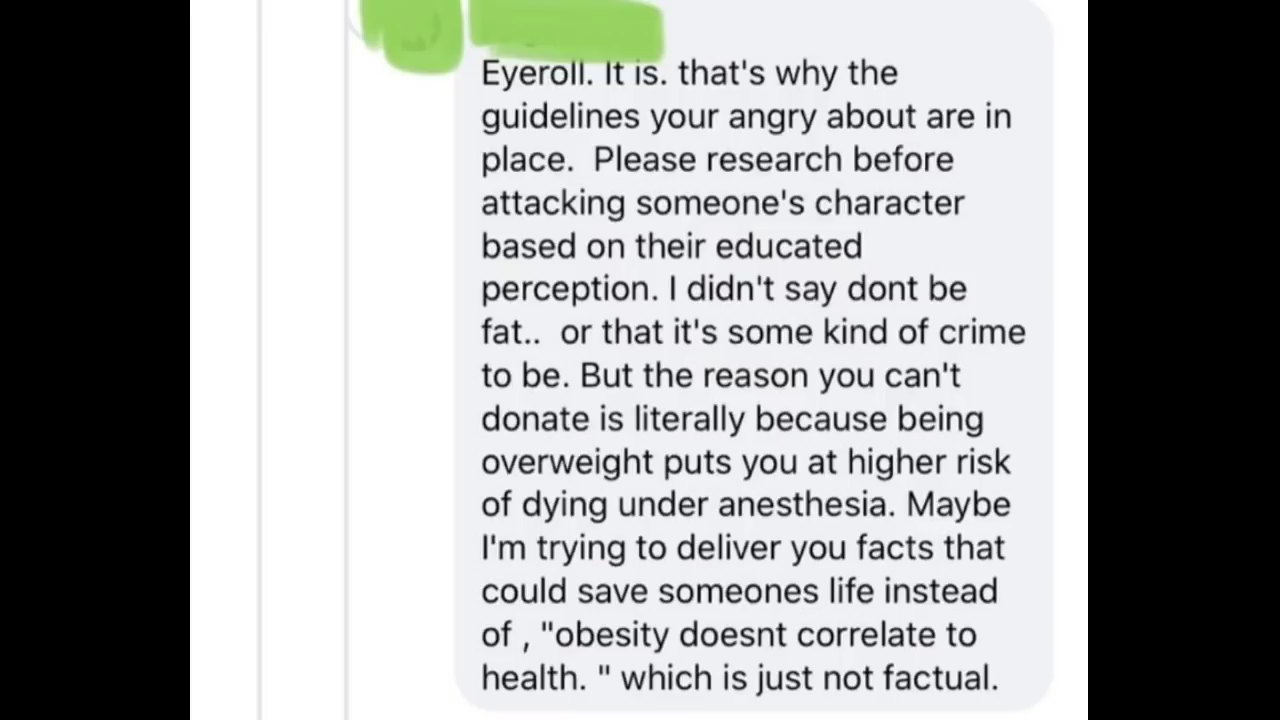 Eyeroll. It is. that's why the
guidelines your angry about are in
place.  Please research before
attacking someone's character
based on their educated
perception. I didn't say dont be
fat..  or that it's some kind of crime
to be. But the reason you can't
donate is literally because being
overweight puts you at higher risk
of dying under anesthesia. Maybe
I'm trying to deliver you facts that
could save someones life instead
of , "obesity doesnt correlate to
health. " which is just not factual.